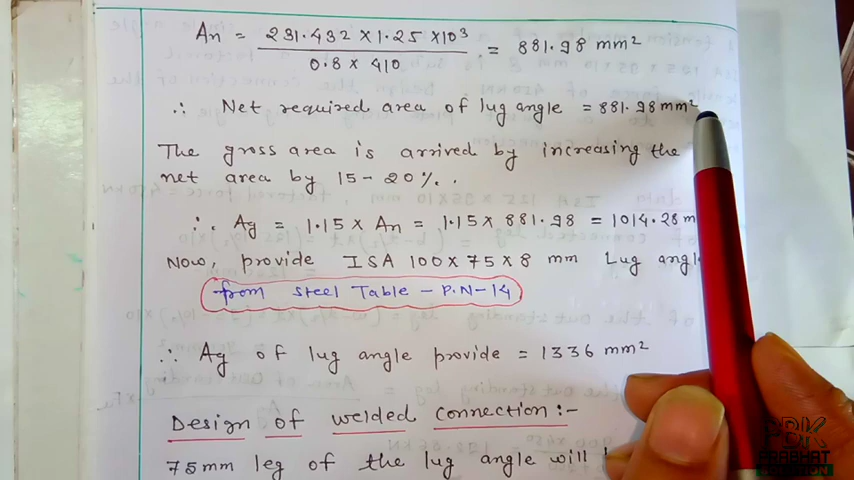 An = 231.432 × 1.25 × 10³ / 0.8 × 410 = 881.98 mm²
∴ Net required area of lug angle = 881.98 mm²
The gross area is arrived by increasing the
net area by 15-20%..
∴ Ag = 1.15 × An = 1.15 × 881.98 = 1014.28 m
Now, provide ISA 100×75×8 mm Lug angl
from steel Table - P.N-14
∴ Ag of lug angle provide = 1336 mm²
Design of welded connection:-
75mm leg of the lug angle will
PBK
PRABHAT